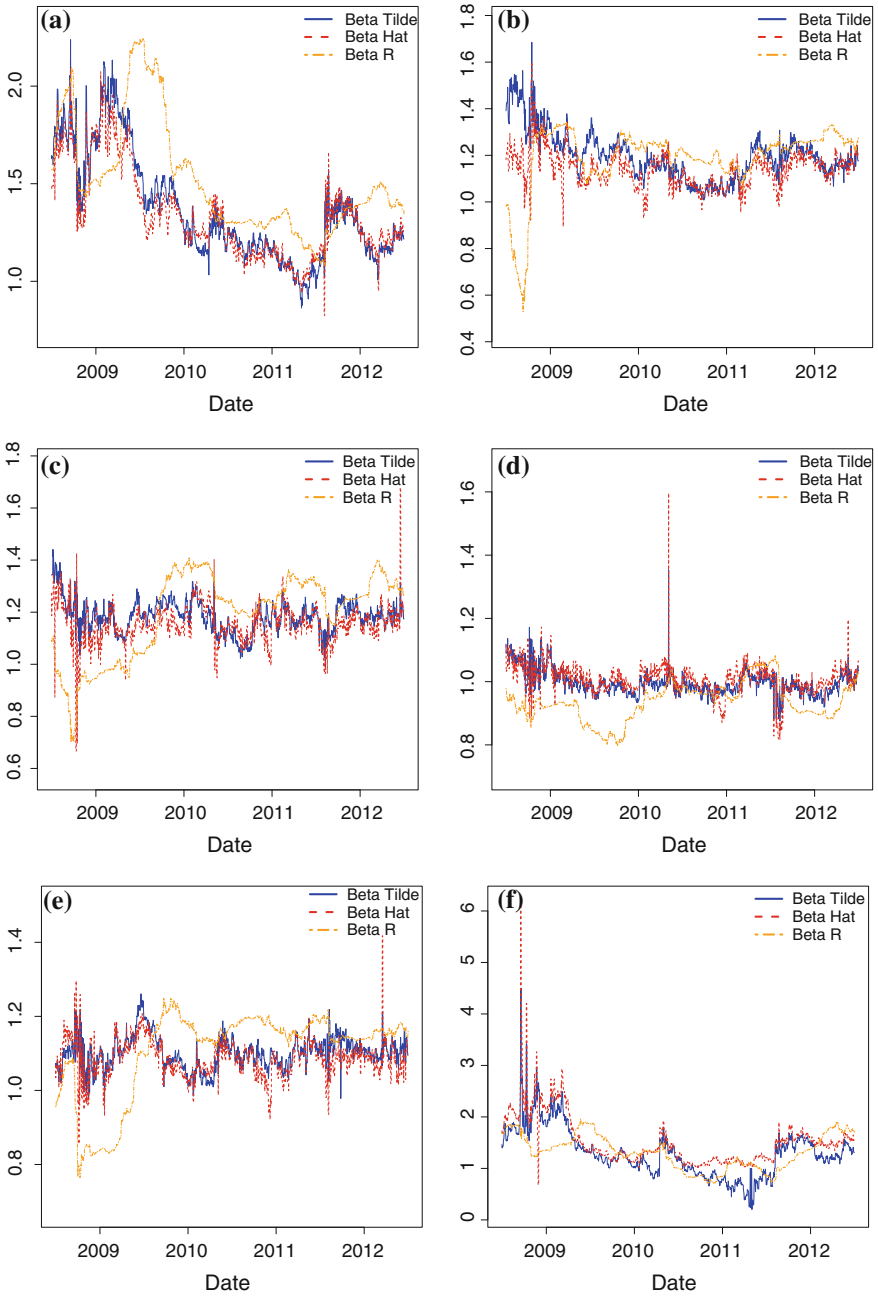 (a)
Beta Tilde
Beta Hat
Beta R
2.0
1.5
1.0
2009 2010 2011 2012
Date
(b)
Beta Tilde
Beta Hat
Beta R
1.8
1.6
1.4
1.2
1.0
0.8
0.6
0.4
2009 2010 2011 2012
Date
(c)
Beta Tilde
Beta Hat
Beta R
1.8
1.6
1.4
1.2
1.0
0.8
0.6
2009 2010 2011 2012
Date
(d)
Beta Tilde
Beta Hat
Beta R
1.6
1.4
1.2
1.0
0.8
2009 2010 2011 2012
Date
(e)
Beta Tilde
Beta Hat
Beta R
1.4
1.2
1.0
0.8
2009 2010 2011 2012
Date
(f)
Beta Tilde
Beta Hat
Beta R
6
5
4
3
2
1
0
2009 2010 2011 2012
Date